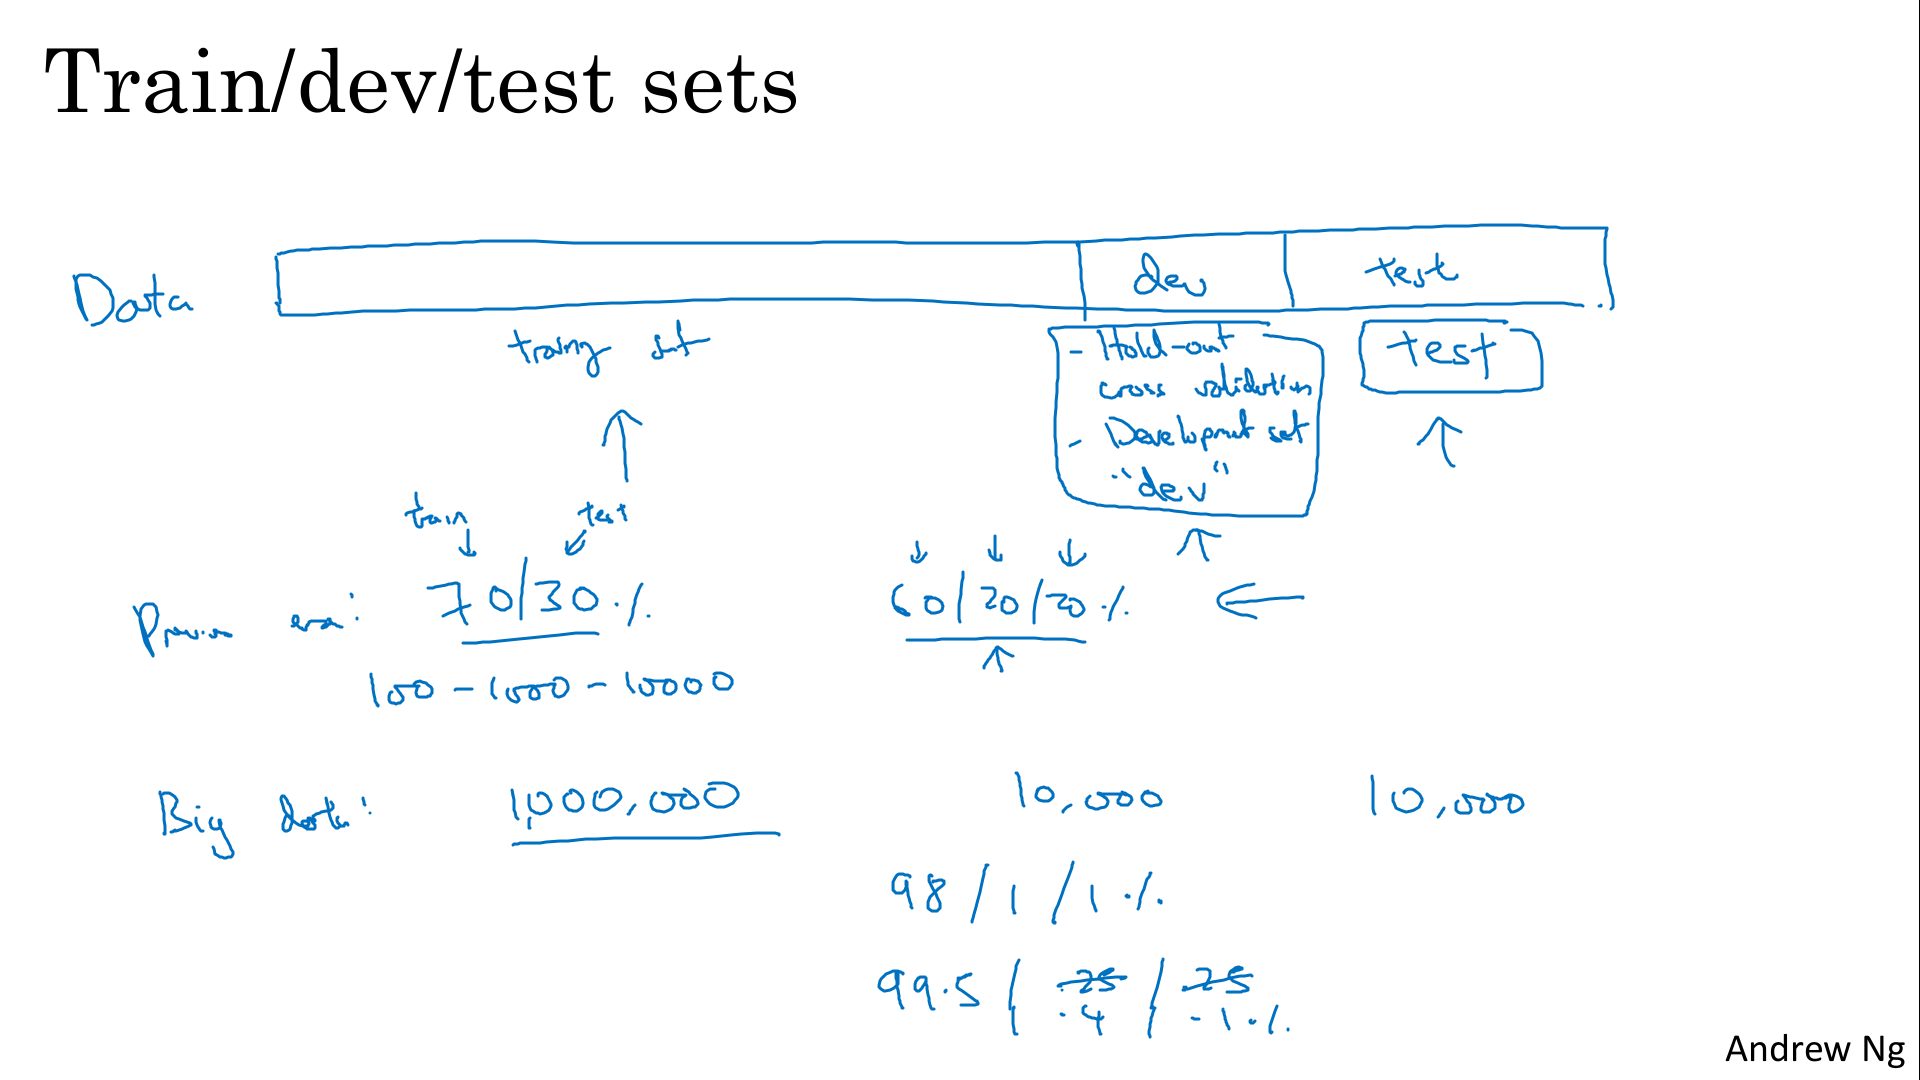 Train/dev/test sets
Data
dev
test
training set
- Hold-out
cross validation
- Development set
"dev"
test
train
test
Previous era:
70/30 %
60/20/20 %
100 - 1000 - 10000
Big data:
1,000,000
10,000
10,000
98 / 1 / 1 %
99.5 / .25 / .25
.4 .1 %
Andrew Ng